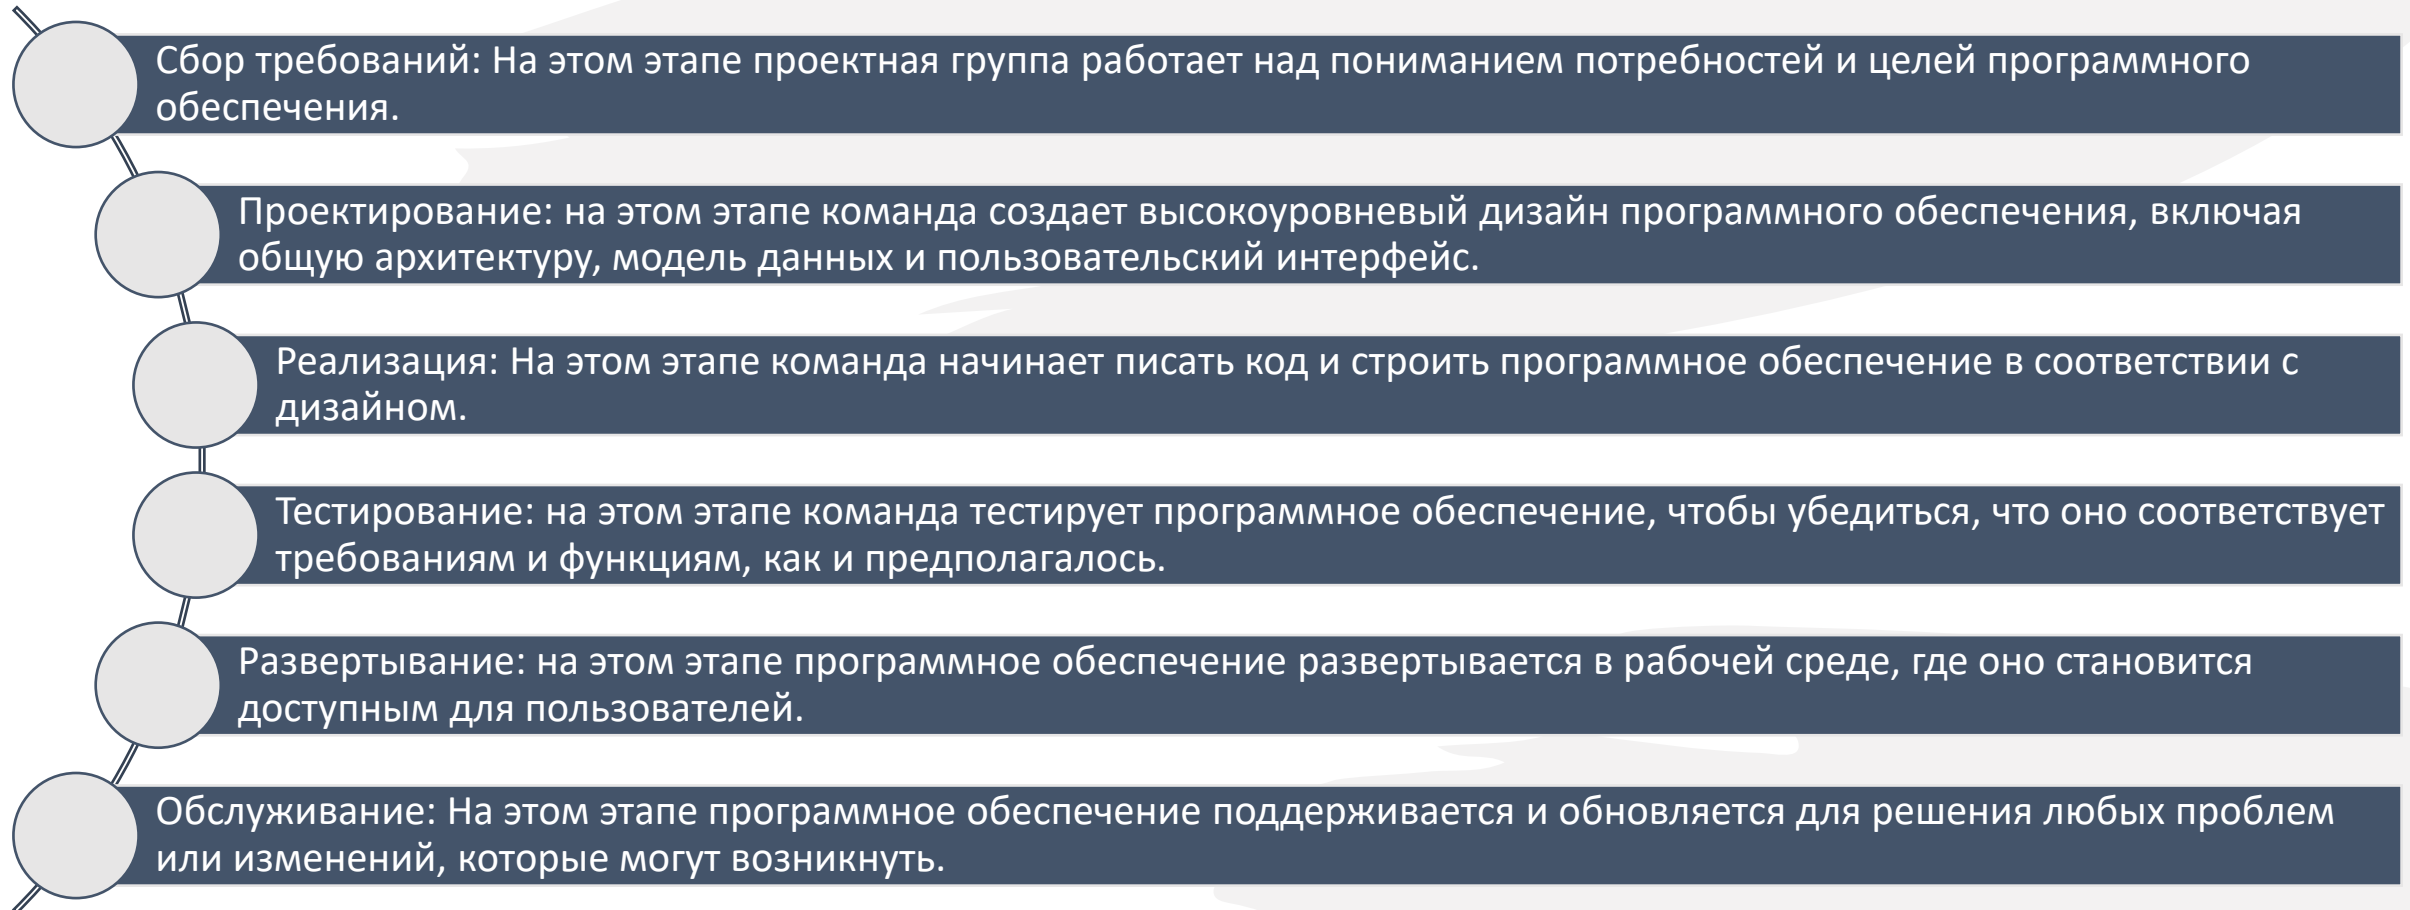 Сбор требований: На этом этапе проектная группа работает над пониманием потребностей и целей программного
обеспечения.
Проектирование: на этом этапе команда создает высокоуровневый дизайн программного обеспечения, включая
общую архитектуру, модель данных и пользовательский интерфейс.
Реализация: На этом этапе команда начинает писать код и строить программное обеспечение в соответствии с
дизайном.
Тестирование: на этом этапе команда тестирует программное обеспечение, чтобы убедиться, что оно соответствует
требованиям и функциям, как и предполагалось.
Развертывание: на этом этапе программное обеспечение развертывается в рабочей среде, где оно становится
доступным для пользователей.
Обслуживание: На этом этапе программное обеспечение поддерживается и обновляется для решения любых проблем
или изменений, которые могут возникнуть.